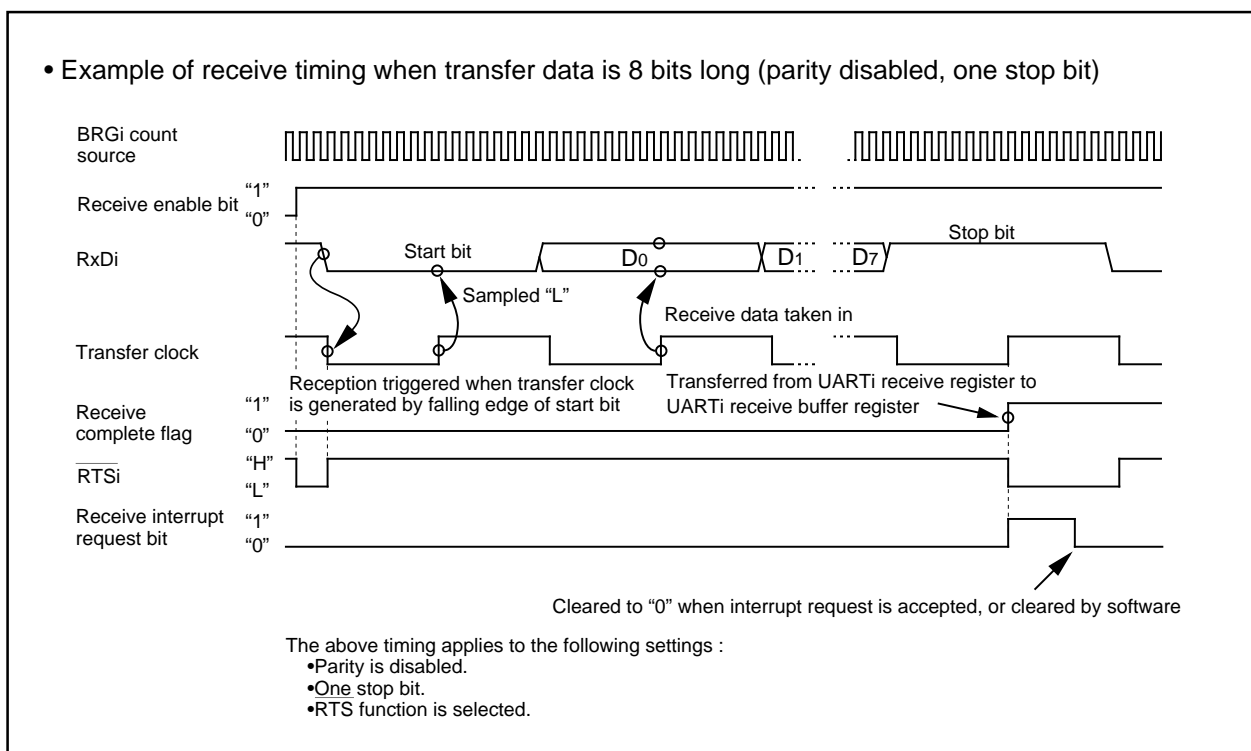 • Example of receive timing when transfer data is 8 bits long (parity disabled, one stop bit)
BRGi count
source
Receive enable bit
“1”
“0”
RxDi
Start bit
D0
D1
D7
Stop bit
Sampled “L”
Receive data taken in
Transfer clock
Reception triggered when transfer clock
is generated by falling edge of start bit
Transferred from UARTi receive register to
UARTi receive buffer register
Receive
complete flag
“1”
“0”
RTSi
“H”
“L”
Receive interrupt
request bit
“1”
“0”
Cleared to “0” when interrupt request is accepted, or cleared by software
The above timing applies to the following settings :
•Parity is disabled.
•One stop bit.
•RTS function is selected.